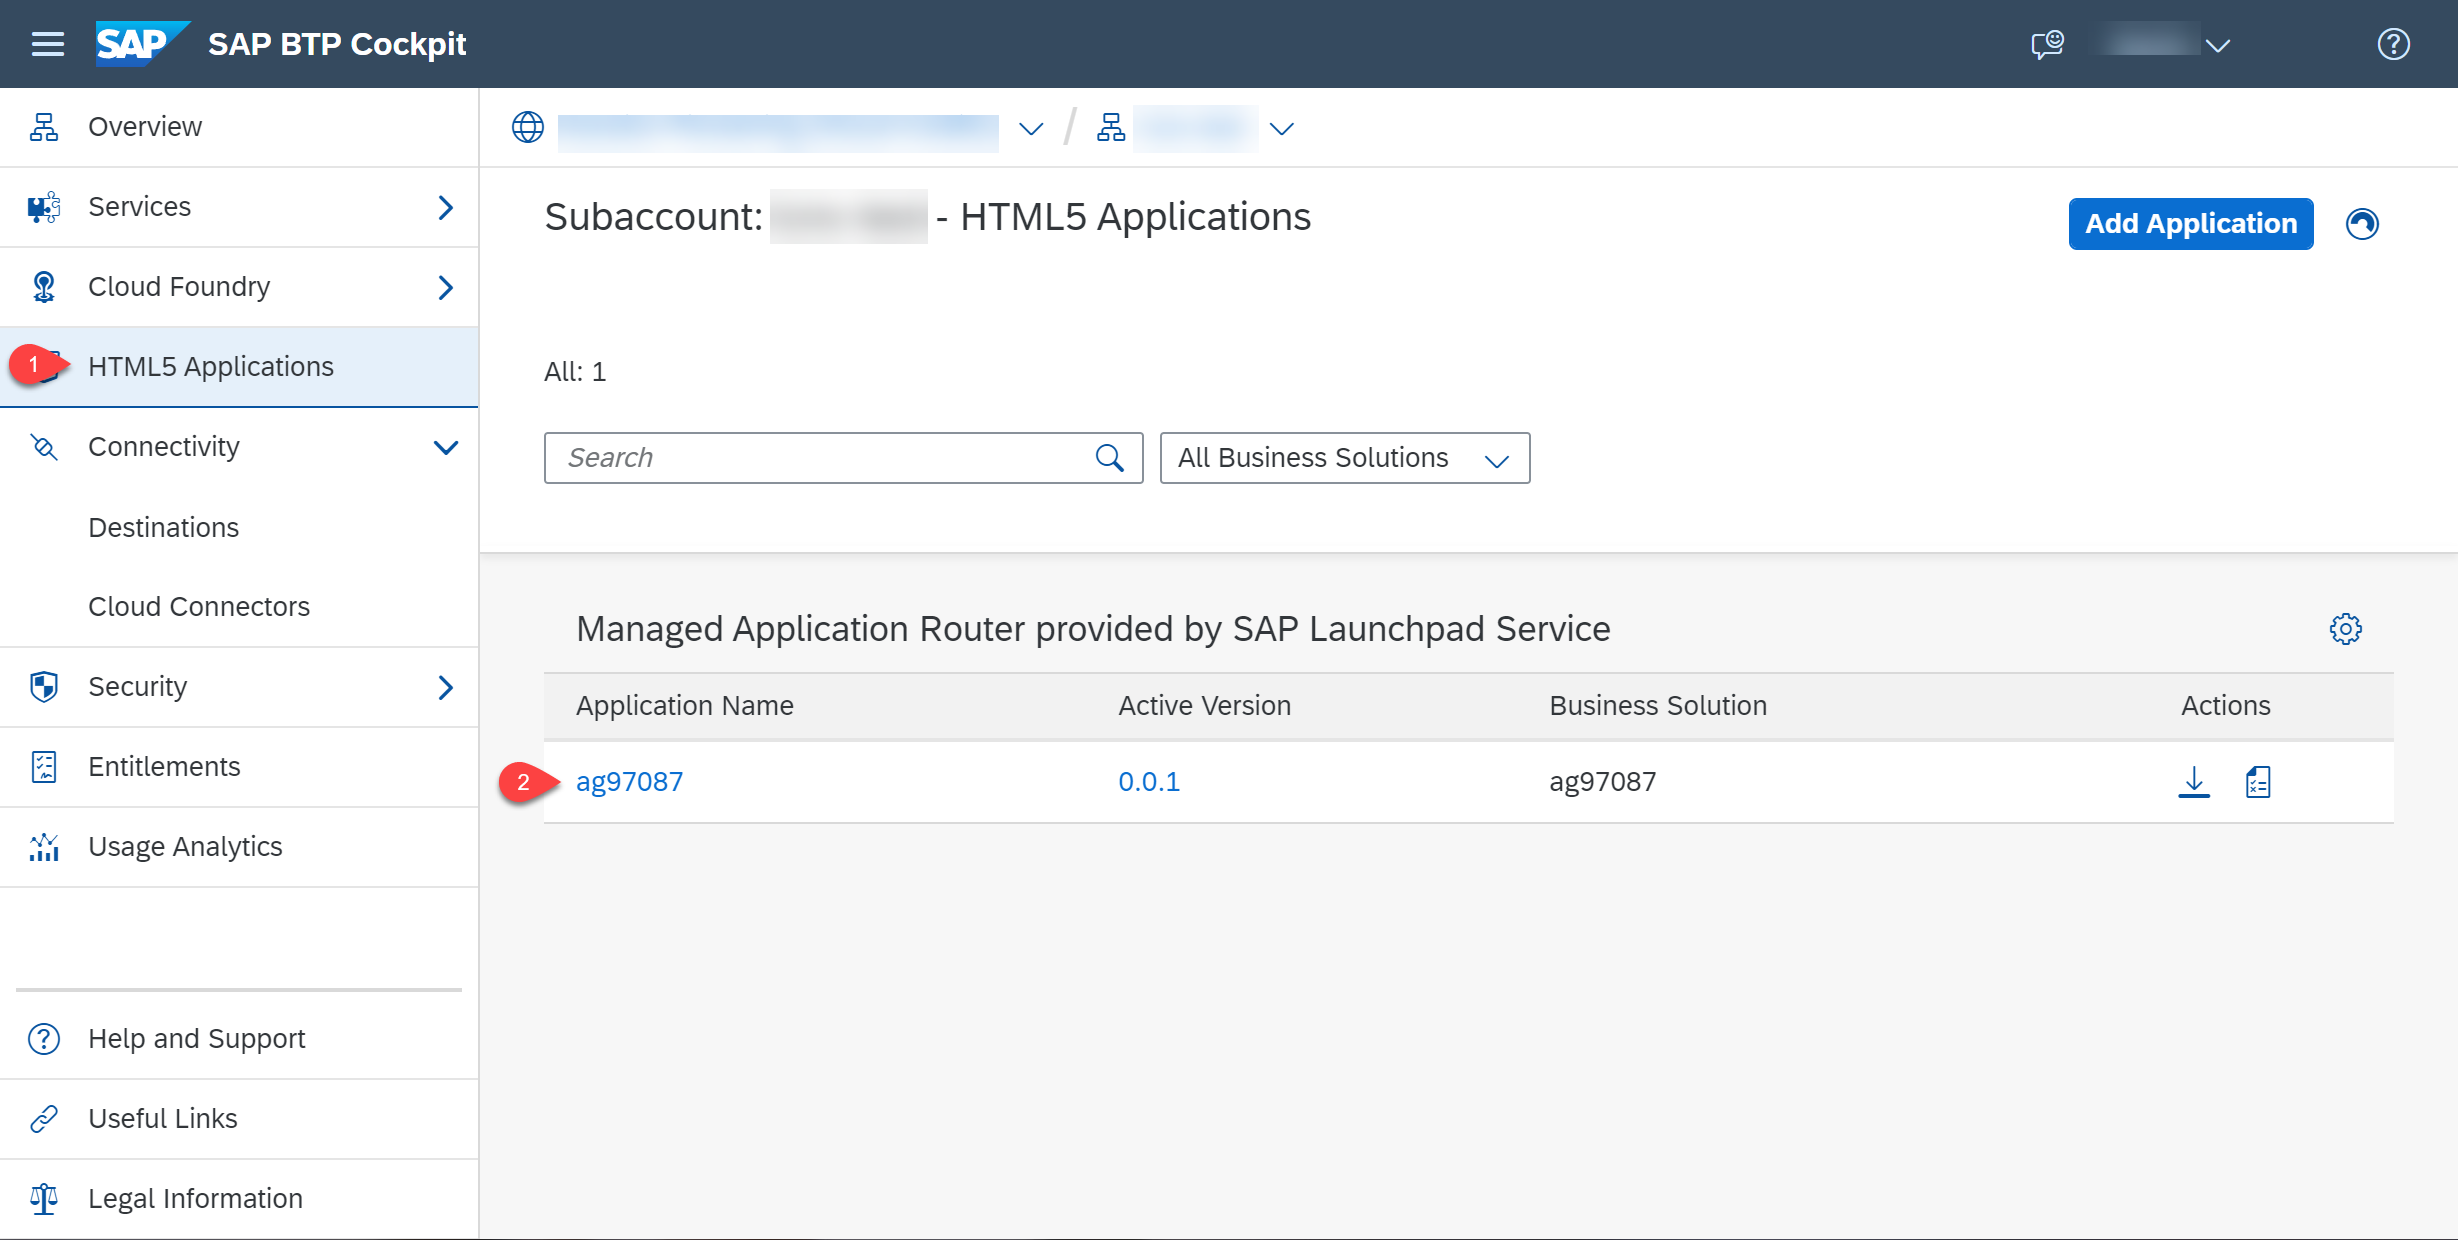 SAP SAP BTP Cockpit
Overview
Services
Cloud Foundry
1 HTML5 Applications
Connectivity
Destinations
Cloud Connectors
Security
Entitlements
Usage Analytics
Help and Support
Useful Links
Legal Information
/
Subaccount: - HTML5 Applications
Add Application
All: 1
Search
All Business Solutions
Managed Application Router provided by SAP Launchpad Service
Application Name Active Version Business Solution Actions
2 ag97087 0.0.1 ag97087